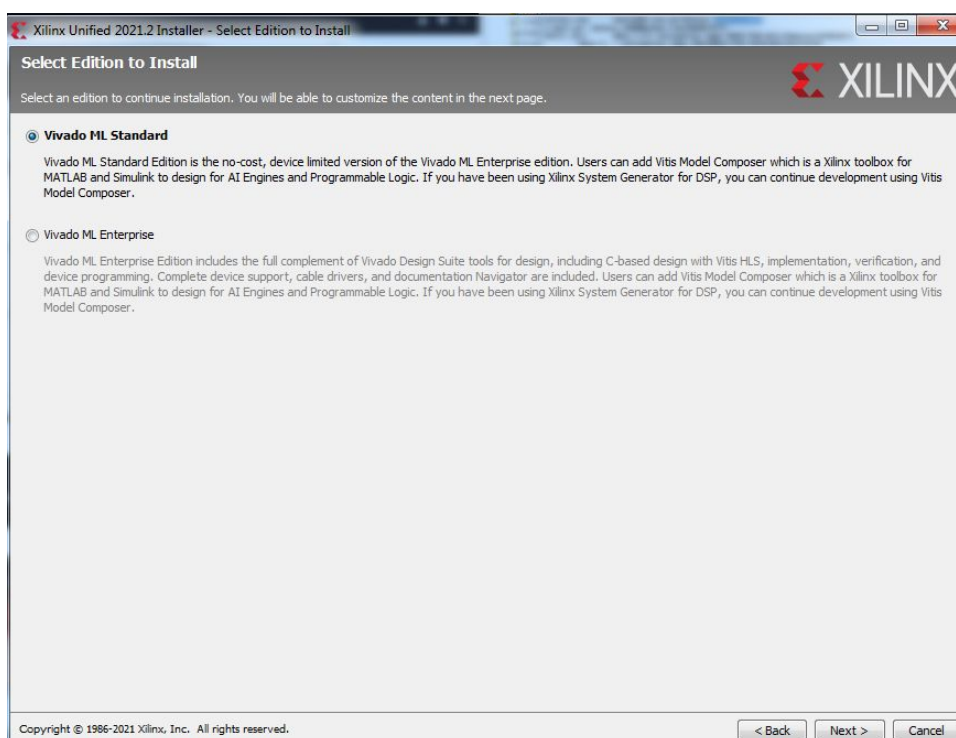 Xilinx Unified 2021.2 Installer - Select Edition to Install
Select Edition to Install
XILINX
Select an edition to continue installation. You will be able to customize the content in the next page.
Vivado ML Standard
Vivado ML Standard Edition is the no-cost, device limited version of the Vivado ML Enterprise edition. Users can add Vitis Model Composer which is a Xilinx toolbox for
MATLAB and Simulink to design for AI Engines and Programmable Logic. If you have been using Xilinx System Generator for DSP, you can continue development using Vitis
Model Composer.
Vivado ML Enterprise
Vivado ML Enterprise Edition includes the full complement of Vivado Design Suite tools for design, including C-based design with Vitis HLS, implementation, verification, and
device programming. Complete device support, cable drivers, and documentation Navigator are included. Users can add Vitis Model Composer which is a Xilinx toolbox for
MATLAB and Simulink to design for AI Engines and Programmable Logic. If you have been using Xilinx System Generator for DSP, you can continue development using Vitis
Model Composer.
Copyright © 1986-2021 Xilinx, Inc. All rights reserved.
< Back Next > Cancel